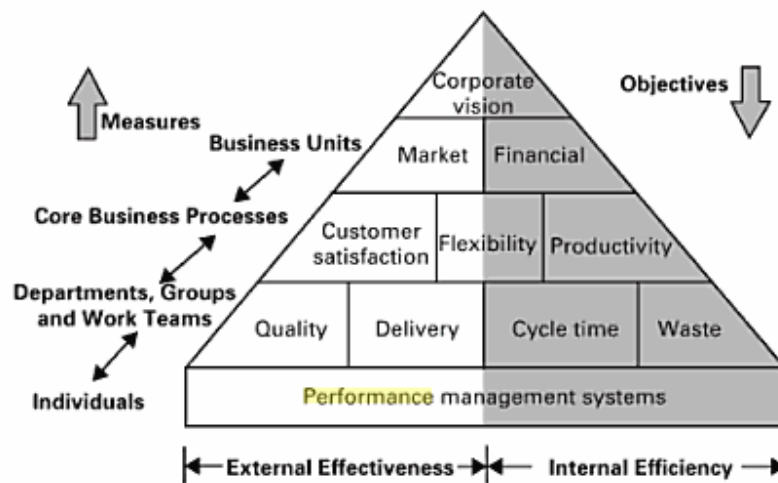 Corporate
vision
Objectives
Measures
Business Units
Market
Financial
Core Business Processes
Customer
satisfaction
Flexibility
Productivity
Departments, Groups
and Work Teams
Quality
Delivery
Cycle time
Waste
Individuals
Performance management systems
External Effectiveness
Internal Efficiency